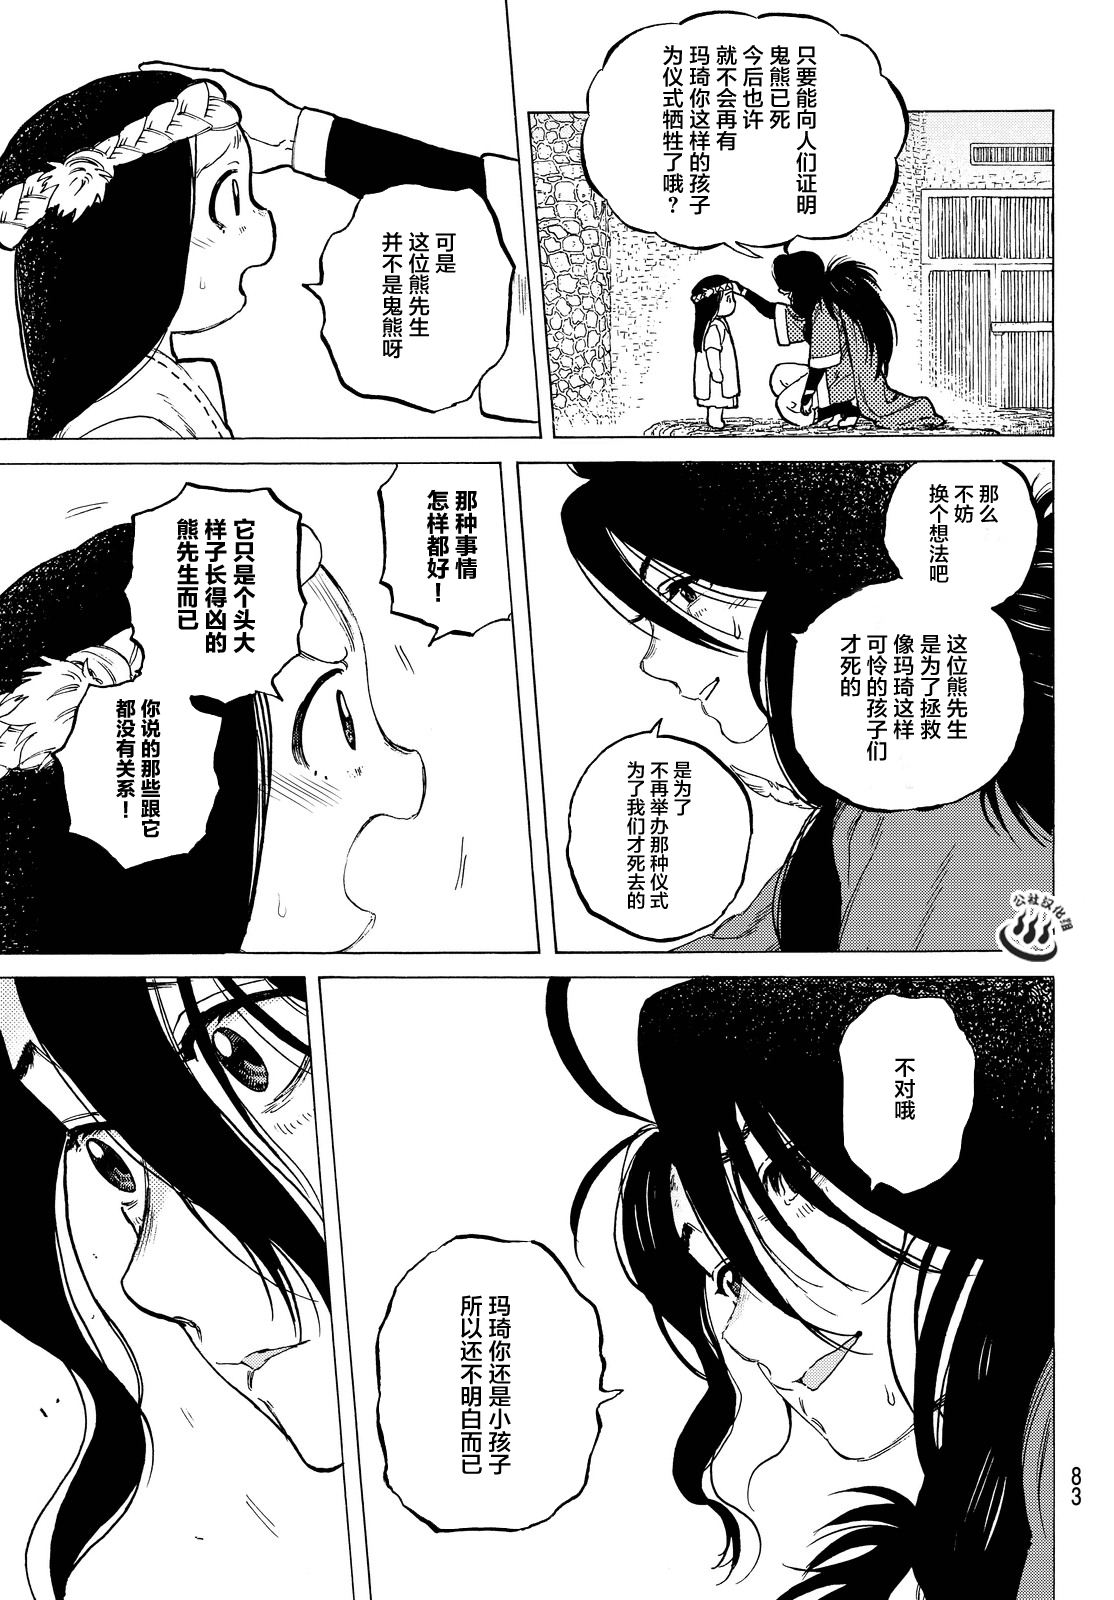 只要能向人们证明
鬼熊已死
今后也许
就不会再有
玛琦你这样的孩子
为仪式牺牲了哦？
可是
这位熊先生
并不是鬼熊呀
那么
不妨
换个想法吧
这位熊先生
是为了拯救
像玛琦这样
可怜的孩子们
才死的
是为了
不再举办那种仪式
为了我们才死去的
那种事情
怎样都好！
它只是个头大
样子长得凶的
熊先生而已
你说的那些跟它
都没有关系！
公社汉化组
不对哦
玛琦你还是小孩子
所以还不明白而已
83